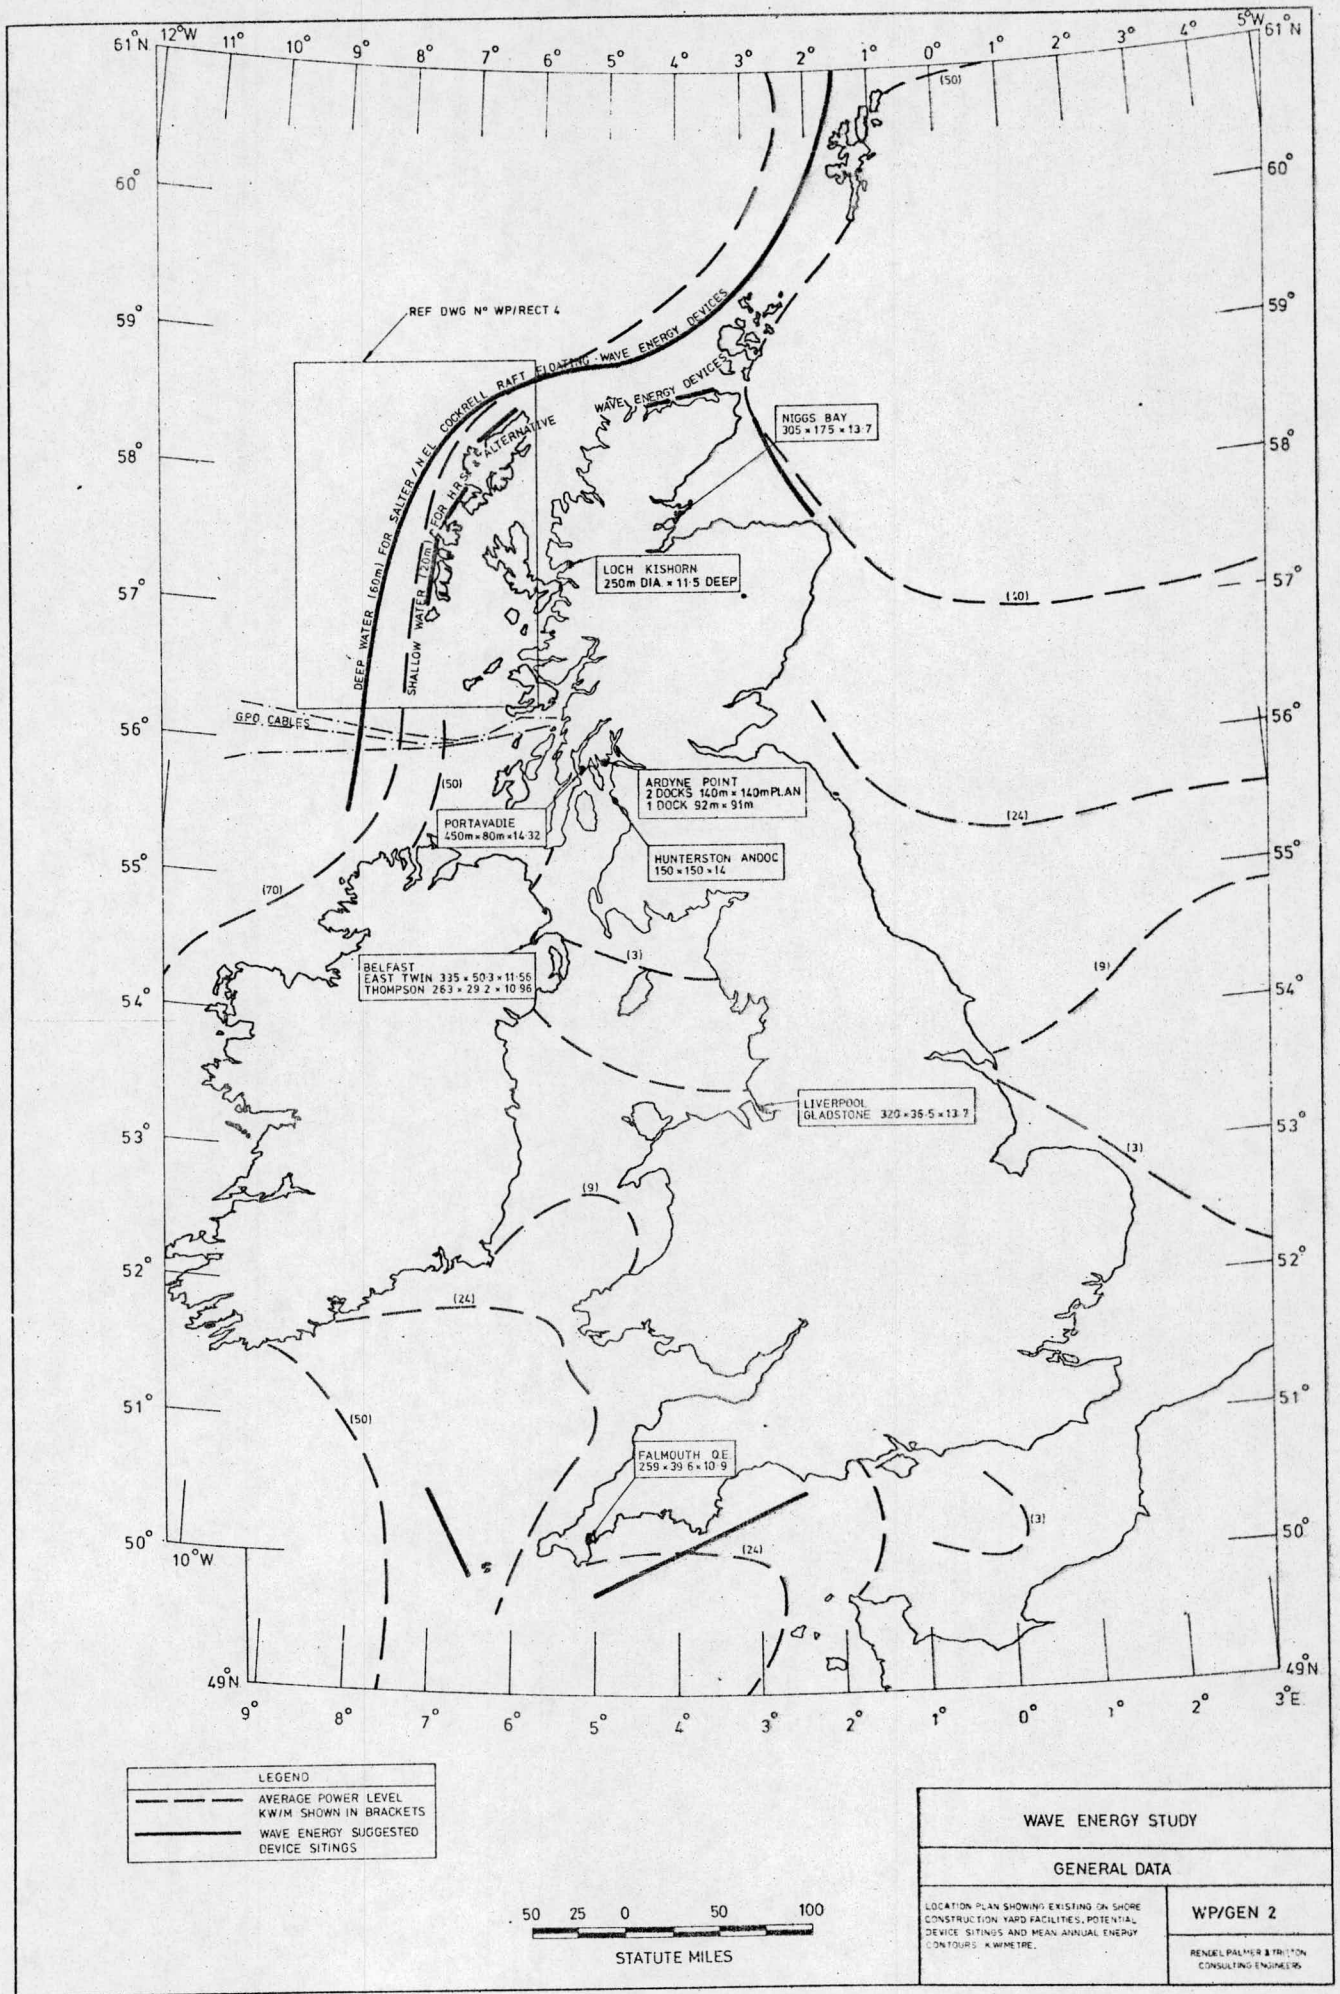 61°N 12°W 11° 10° 9° 8° 7° 6° 5° 4° 3° 2° 1° 0° 1° 2° 3° 4° 5°W 61°N
(50)
60° 60°
59° 59°
REF DWG Nº WP/RECT 4
DEEP WATER (60m) FOR SALTER / NEL COCKRELL RAFT FLOATING WAVE ENERGY DEVICES
SHALLOW WATER (20m) FOR H.R.S. & ALTERNATIVE WAVE ENERGY DEVICES
NIGGS BAY
305 × 175 × 13·7
58° 58°
LOCH KISHORN
250m DIA. × 11·5 DEEP
57° 57°
(40)
GPO CABLES
56° 56°
(50)
ARDYNE POINT
2 DOCKS 140m × 140m PLAN
1 DOCK 92m × 91m
PORTAVADIE
450m × 80m × 14·32
(24)
HUNTERSTON ANDOC
150 × 150 × 14
55° 55°
(70)
(3)
(9)
BELFAST
EAST TWIN 335 × 50·3 × 11·56
THOMPSON 263 × 29·2 × 10·96
54° 54°
LIVERPOOL
GLADSTONE 320 × 36·5 × 13·7
53° 53°
(3)
(9)
52° 52°
(24)
51° 51°
(50)
FALMOUTH Q.E.
259 × 39·6 × 10·9
(3)
50° 50°
10°W
(24)
49°N 49°N
9° 8° 7° 6° 5° 4° 3° 2° 1° 0° 1° 2° 3°E.
LEGEND
AVERAGE POWER LEVEL
KW/M SHOWN IN BRACKETS
WAVE ENERGY SUGGESTED
DEVICE SITINGS
50 25 0 50 100
STATUTE MILES
WAVE ENERGY STUDY
GENERAL DATA
LOCATION PLAN SHOWING EXISTING ON SHORE
CONSTRUCTION YARD FACILITIES, POTENTIAL
DEVICE SITINGS AND MEAN ANNUAL ENERGY
CONTOURS KW/METRE.
WP/GEN 2
RENDEL PALMER & TRITTON
CONSULTING ENGINEERS